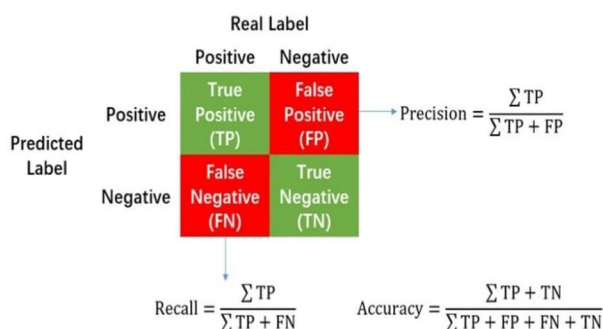 Real Label
Positive Negative
Positive
True
Positive
(TP)
False
Positive
(FP)
Precision = ∑ TP / ∑ TP + FP
Predicted
Label
Negative
False
Negative
(FN)
True
Negative
(TN)
Recall = ∑ TP / ∑ TP + FN
Accuracy = ∑ TP + TN / ∑ TP + FP + FN + TN